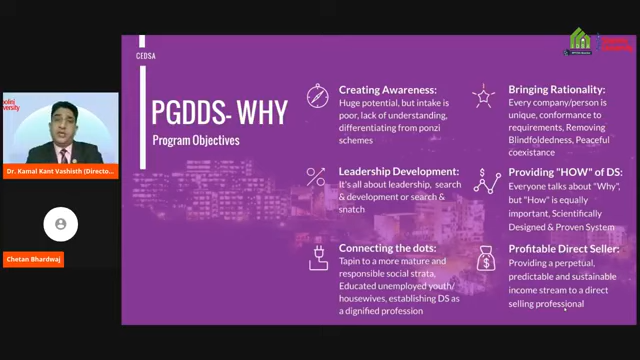 CEDSA
PGDDS- WHY
Program Objectives
Creating Awareness:
Huge potential, but intake is
poor, lack of understanding,
differentiating from ponzi
schemes
Leadership Development:
It's all about leadership, search
& development or search &
snatch
Connecting the dots:
Tapin to a more mature and
responsible social strata,
Educated unemployed youth/
housewives, establishing DS as
a dignified profession
Bringing Rationality:
Every company/person is
unique, conformance to
requirements, Removing
Blindfoldedness, Peaceful
coexistance
Providing "HOW" of DS:
Everyone talks about "Why",
but "How" is equally
important, Scientifically
Designed & Proven System
Profitable Direct Seller:
Providing a perpetual,
predictable and sustainable
income stream to a direct
selling professional
Dr. Kamal Kant Vashisth (Directo...
Chetan Bhardwaj